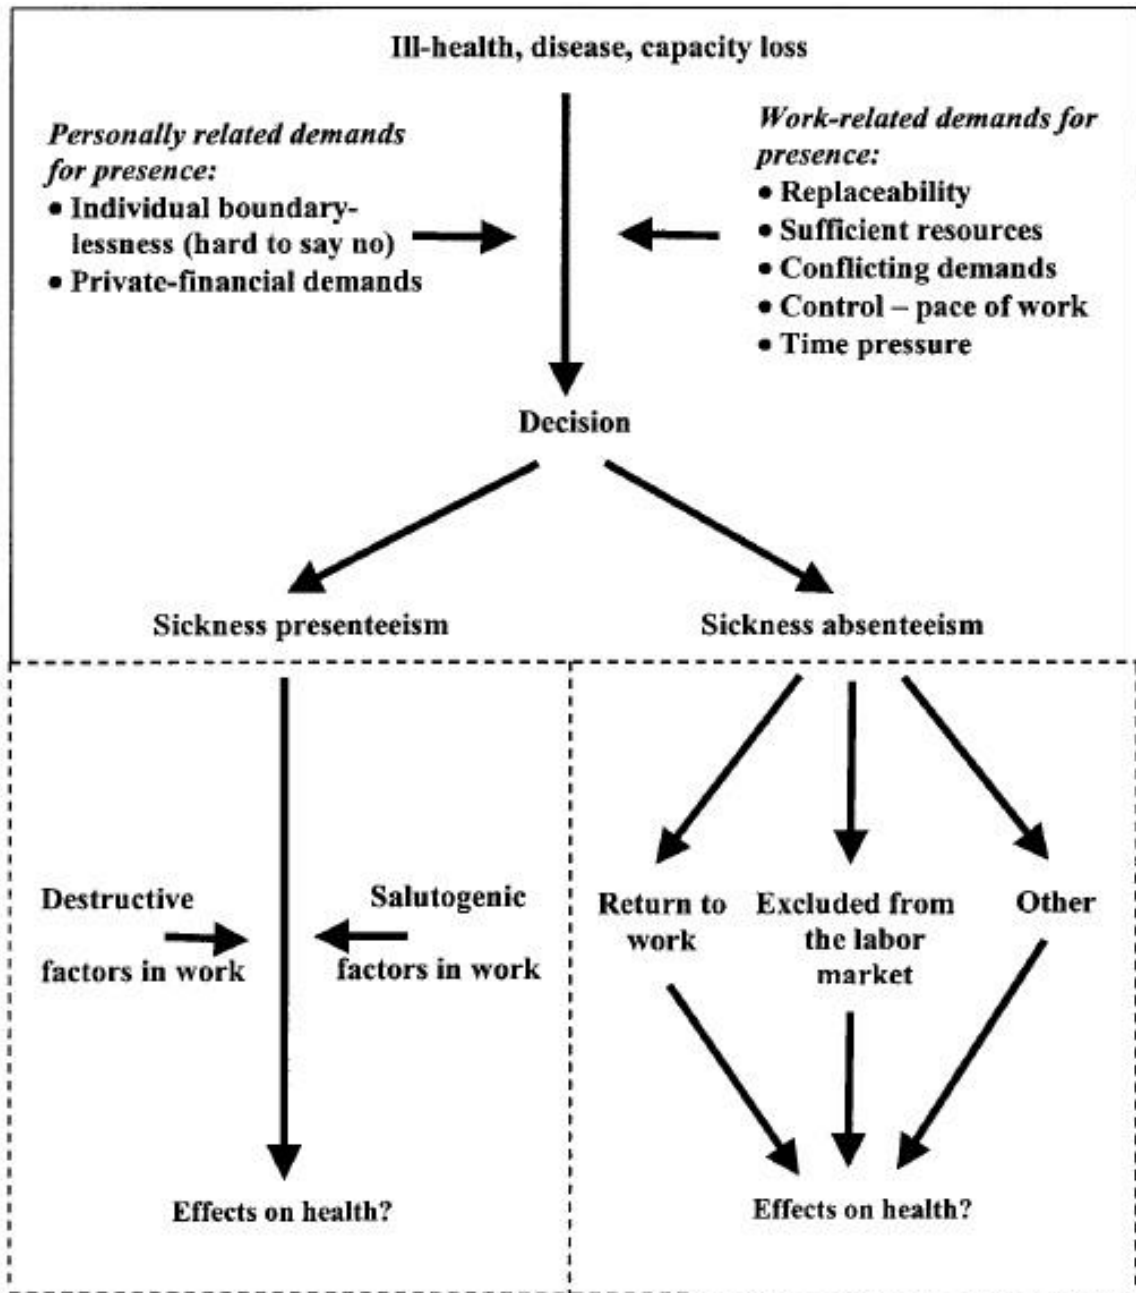 Ill-health, disease, capacity loss
Personally related demands
for presence:
• Individual boundary-
lessness (hard to say no)
• Private-financial demands
Work-related demands for
presence:
• Replaceability
• Sufficient resources
• Conflicting demands
• Control – pace of work
• Time pressure
Decision
Sickness presenteeism
Sickness absenteeism
Destructive
factors in work
Salutogenic
factors in work
Effects on health?
Return to
work
Excluded from
the labor
market
Other
Effects on health?